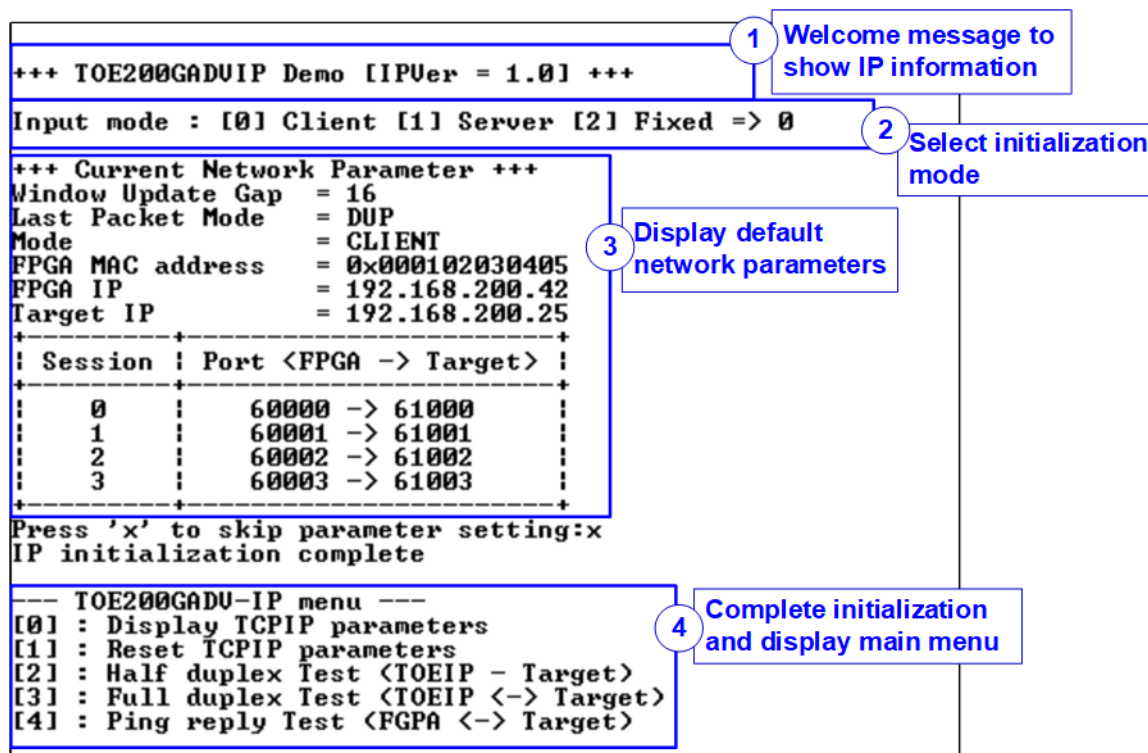 1 Welcome message to
show IP information
+++ TOE200GADVIP Demo [IPVer = 1.0] +++
Input mode : [0] Client [1] Server [2] Fixed => 0
2 Select initialization
mode
+++ Current Network Parameter +++
Window Update Gap = 16
Last Packet Mode = DUP
Mode = CLIENT
FPGA MAC address = 0x000102030405
FPGA IP = 192.168.200.42
Target IP = 192.168.200.25
3 Display default
network parameters
+---------+-----------------------+
| Session | Port <FPGA -> Target> |
+---------+-----------------------+
| 0 | 60000 -> 61000 |
| 1 | 60001 -> 61001 |
| 2 | 60002 -> 61002 |
| 3 | 60003 -> 61003 |
+---------+-----------------------+
Press 'x' to skip parameter setting:x
IP initialization complete
--- TOE200GADV-IP menu ---
[0] : Display TCPIP parameters
[1] : Reset TCPIP parameters
[2] : Half duplex Test <TOEIP - Target>
[3] : Full duplex Test <TOEIP <-> Target>
[4] : Ping reply Test <FGPA <-> Target>
4 Complete initialization
and display main menu